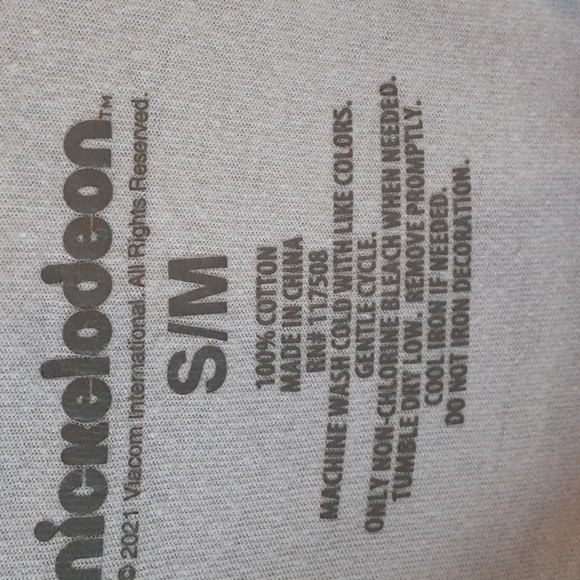 nickelodeon™
© 2021 Viacom International. All Rights Reserved.
S/M
100% COTTON
MADE IN CHINA
RN# 117508
MACHINE WASH COLD WITH LIKE COLORS.
GENTLE CYCLE.
ONLY NON-CHLORINE BLEACH WHEN NEEDED.
TUMBLE DRY LOW. REMOVE PROMPTLY.
COOL IRON IF NEEDED.
DO NOT IRON DECORATION.